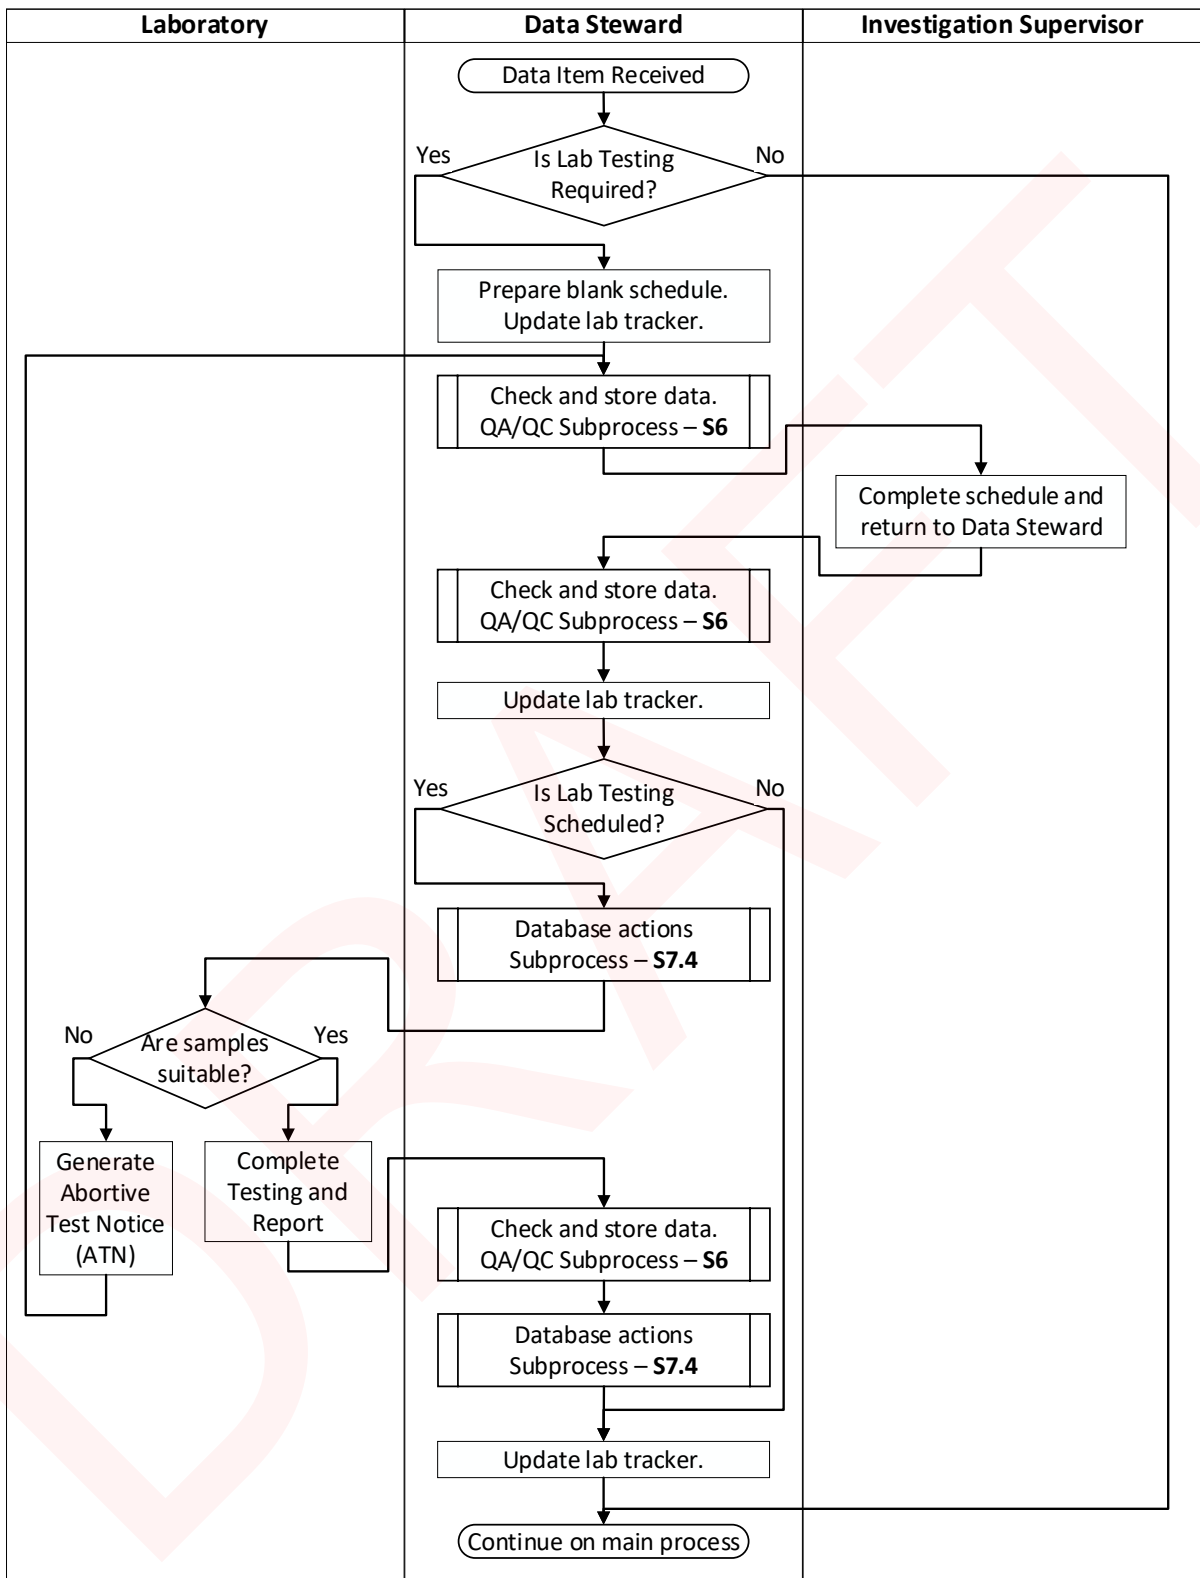 Laboratory
Data Steward
Investigation Supervisor
Data Item Received
Yes
Is Lab Testing
Required?
No
Prepare blank schedule.
Update lab tracker.
Check and store data.
QA/QC Subprocess – S6
Complete schedule and
return to Data Steward
Check and store data.
QA/QC Subprocess – S6
Update lab tracker.
Yes
Is Lab Testing
Scheduled?
No
Database actions
Subprocess – S7.4
No
Are samples
suitable?
Yes
Generate
Abortive
Test Notice
(ATN)
Complete
Testing and
Report
Check and store data.
QA/QC Subprocess – S6
Database actions
Subprocess – S7.4
Update lab tracker.
Continue on main process
DRAFT